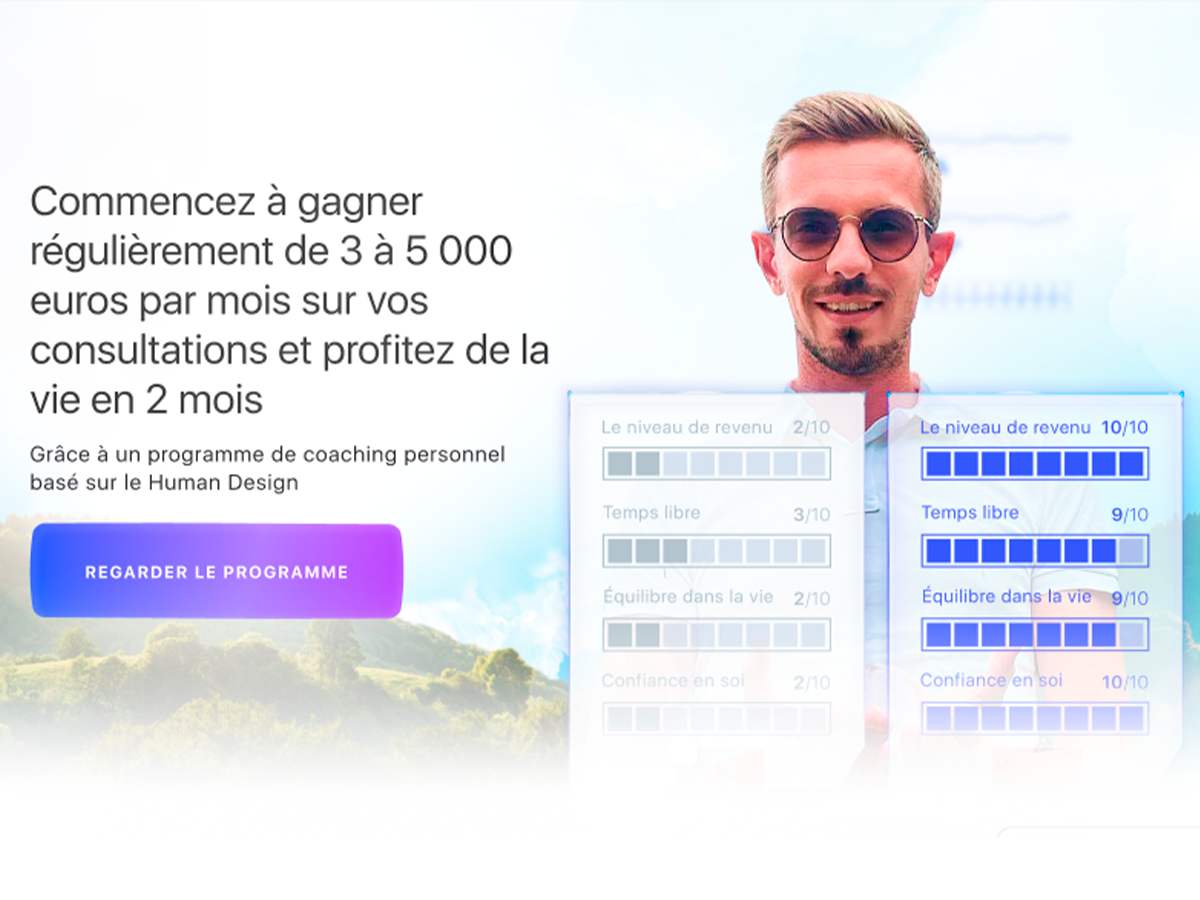 Commencez à gagner
régulièrement de 3 à 5 000
euros par mois sur vos
consultations et profitez de la
vie en 2 mois
Grâce à un programme de coaching personnel
basé sur le Human Design
REGARDER LE PROGRAMME
Le niveau de revenu 2/10
Temps libre 3/10
Équilibre dans la vie 2/10
Confiance en soi 2/10
Le niveau de revenu 10/10
Temps libre 9/10
Équilibre dans la vie 9/10
Confiance en soi 10/10